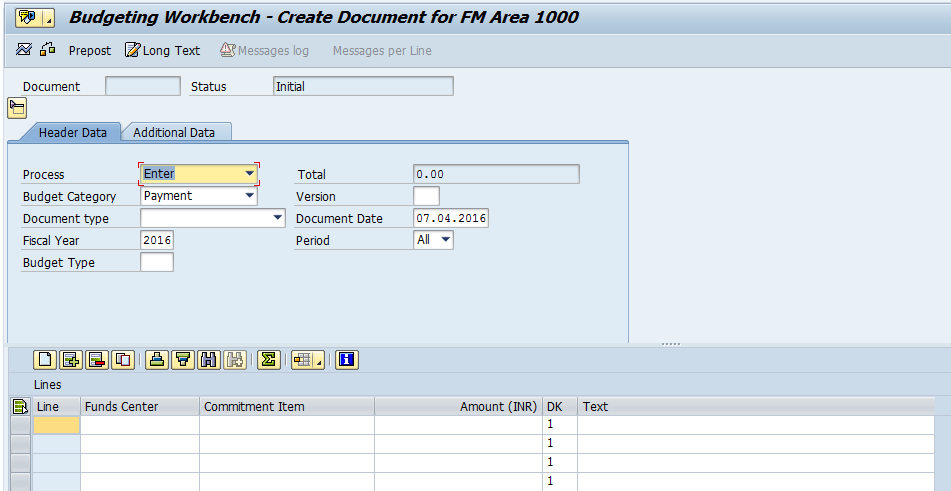 Budgeting Workbench - Create Document for FM Area 1000
Prepost Long Text Messages log Messages per Line
Document Status Initial
Header Data Additional Data
Process Enter Total 0.00
Budget Category Payment Version
Document type Document Date 07.04.2016
Fiscal Year 2016 Period All
Budget Type
Lines
Line Funds Center Commitment Item Amount (INR) DK Text
1
1
1
1